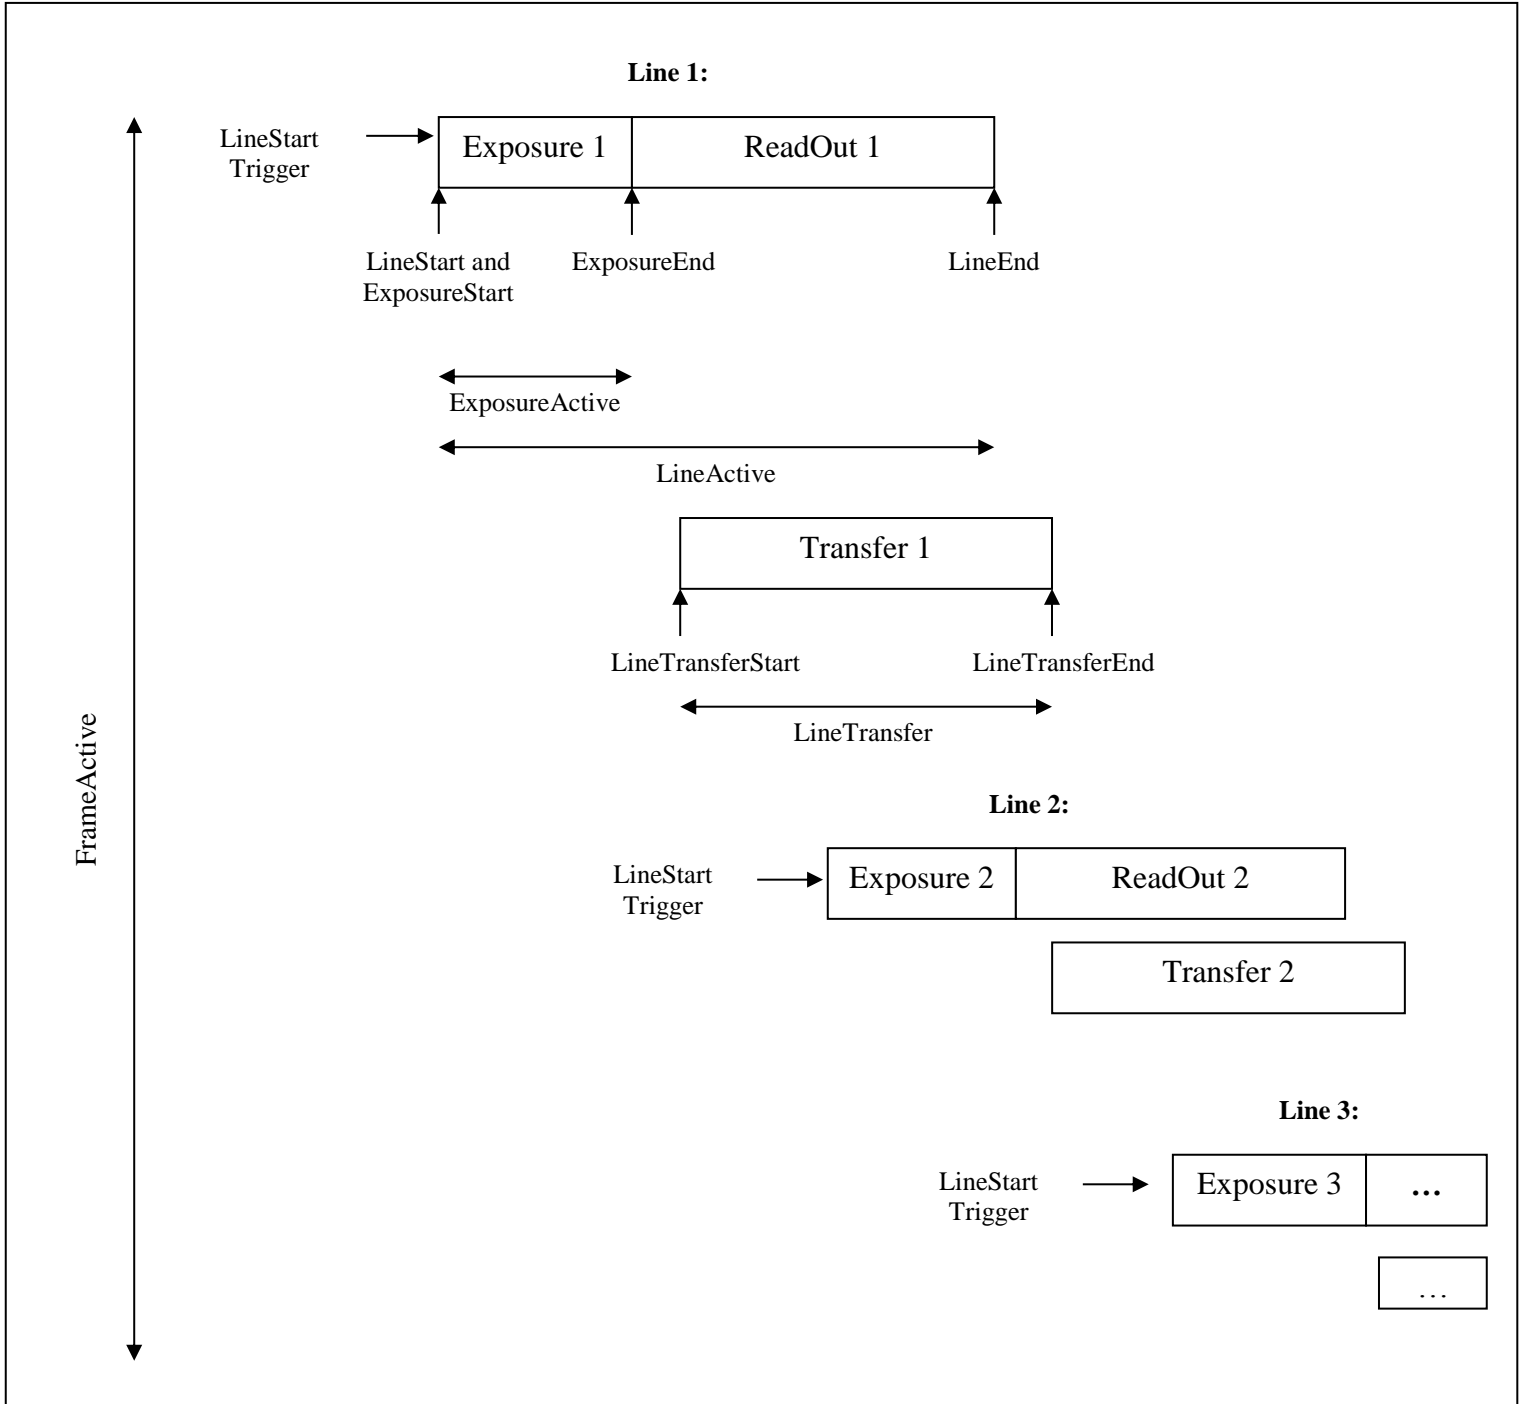 Line 1:
LineStart
Trigger
Exposure 1
ReadOut 1
LineStart and
ExposureStart
ExposureEnd
LineEnd
ExposureActive
LineActive
Transfer 1
LineTransferStart
LineTransferEnd
LineTransfer
FrameActive
Line 2:
LineStart
Trigger
Exposure 2
ReadOut 2
Transfer 2
Line 3:
LineStart
Trigger
Exposure 3
…
…